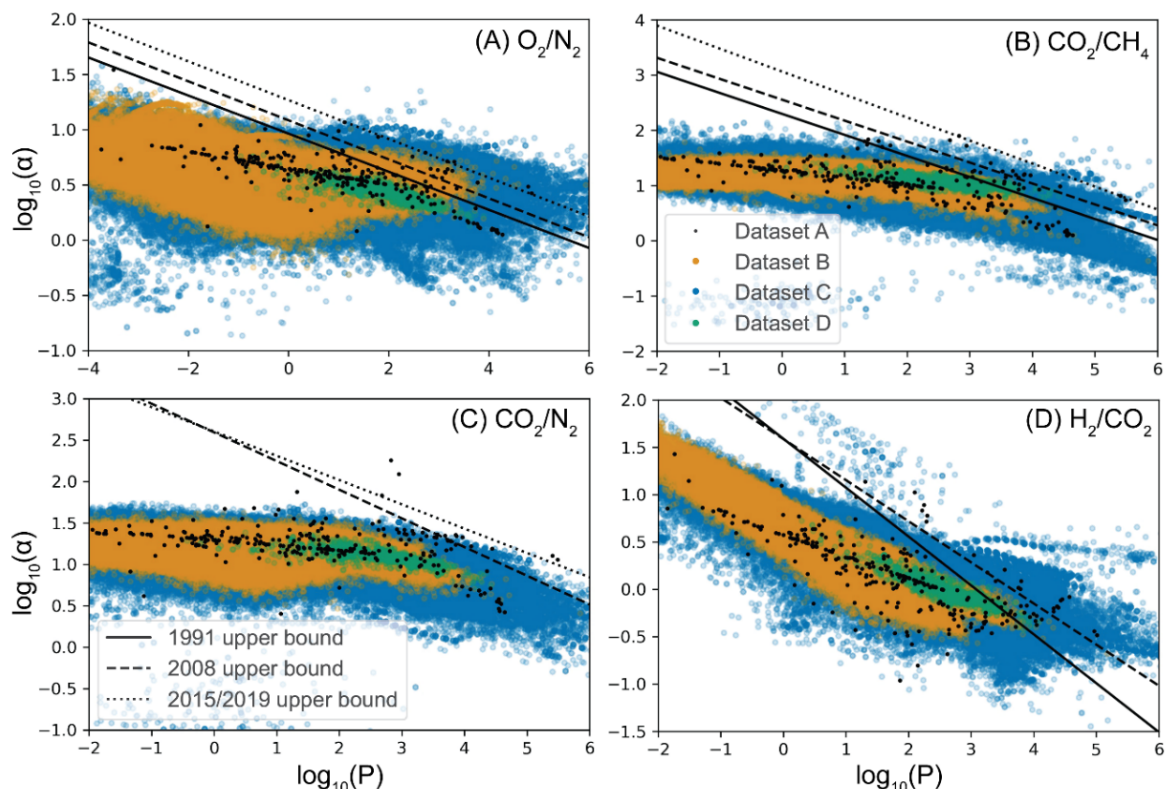 2.0
1.5
1.0
0.5
0.0
−0.5
−1.0
log₁₀(α)
−4 −2 0 2 4 6
(A) O₂/N₂
4
3
2
1
0
−1
−2
−2 −1 0 1 2 3 4 5 6
(B) CO₂/CH₄
Dataset A
Dataset B
Dataset C
Dataset D
3.0
2.5
2.0
1.5
1.0
0.5
0.0
−0.5
−1.0
log₁₀(α)
−2 −1 0 1 2 3 4 5 6
log₁₀(P)
(C) CO₂/N₂
1991 upper bound
2008 upper bound
2015/2019 upper bound
2.0
1.5
1.0
0.5
0.0
−0.5
−1.0
−1.5
−2 −1 0 1 2 3 4 5 6
log₁₀(P)
(D) H₂/CO₂